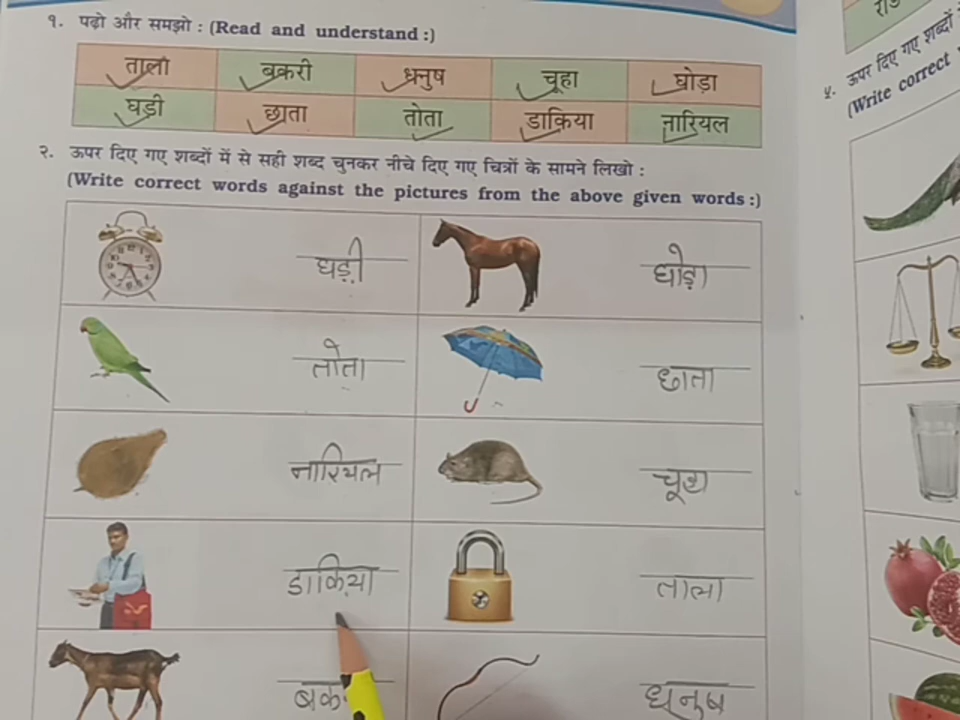 १. पढ़ो और समझो : (Read and understand :)
ताला बकरी धनुष चूहा घोड़ा
घड़ी छाता तोता डाकिया नारियल
२. ऊपर दिए गए शब्दों में से सही शब्द चुनकर नीचे दिए गए चित्रों के सामने लिखो :
(Write correct words against the pictures from the above given words :)
घड़ी घोड़ा
तोता छाता
नारियल चूहा
डाकिया ताला
बक धनुष
५. ऊपर दिए गए शब्दों
(Write correct